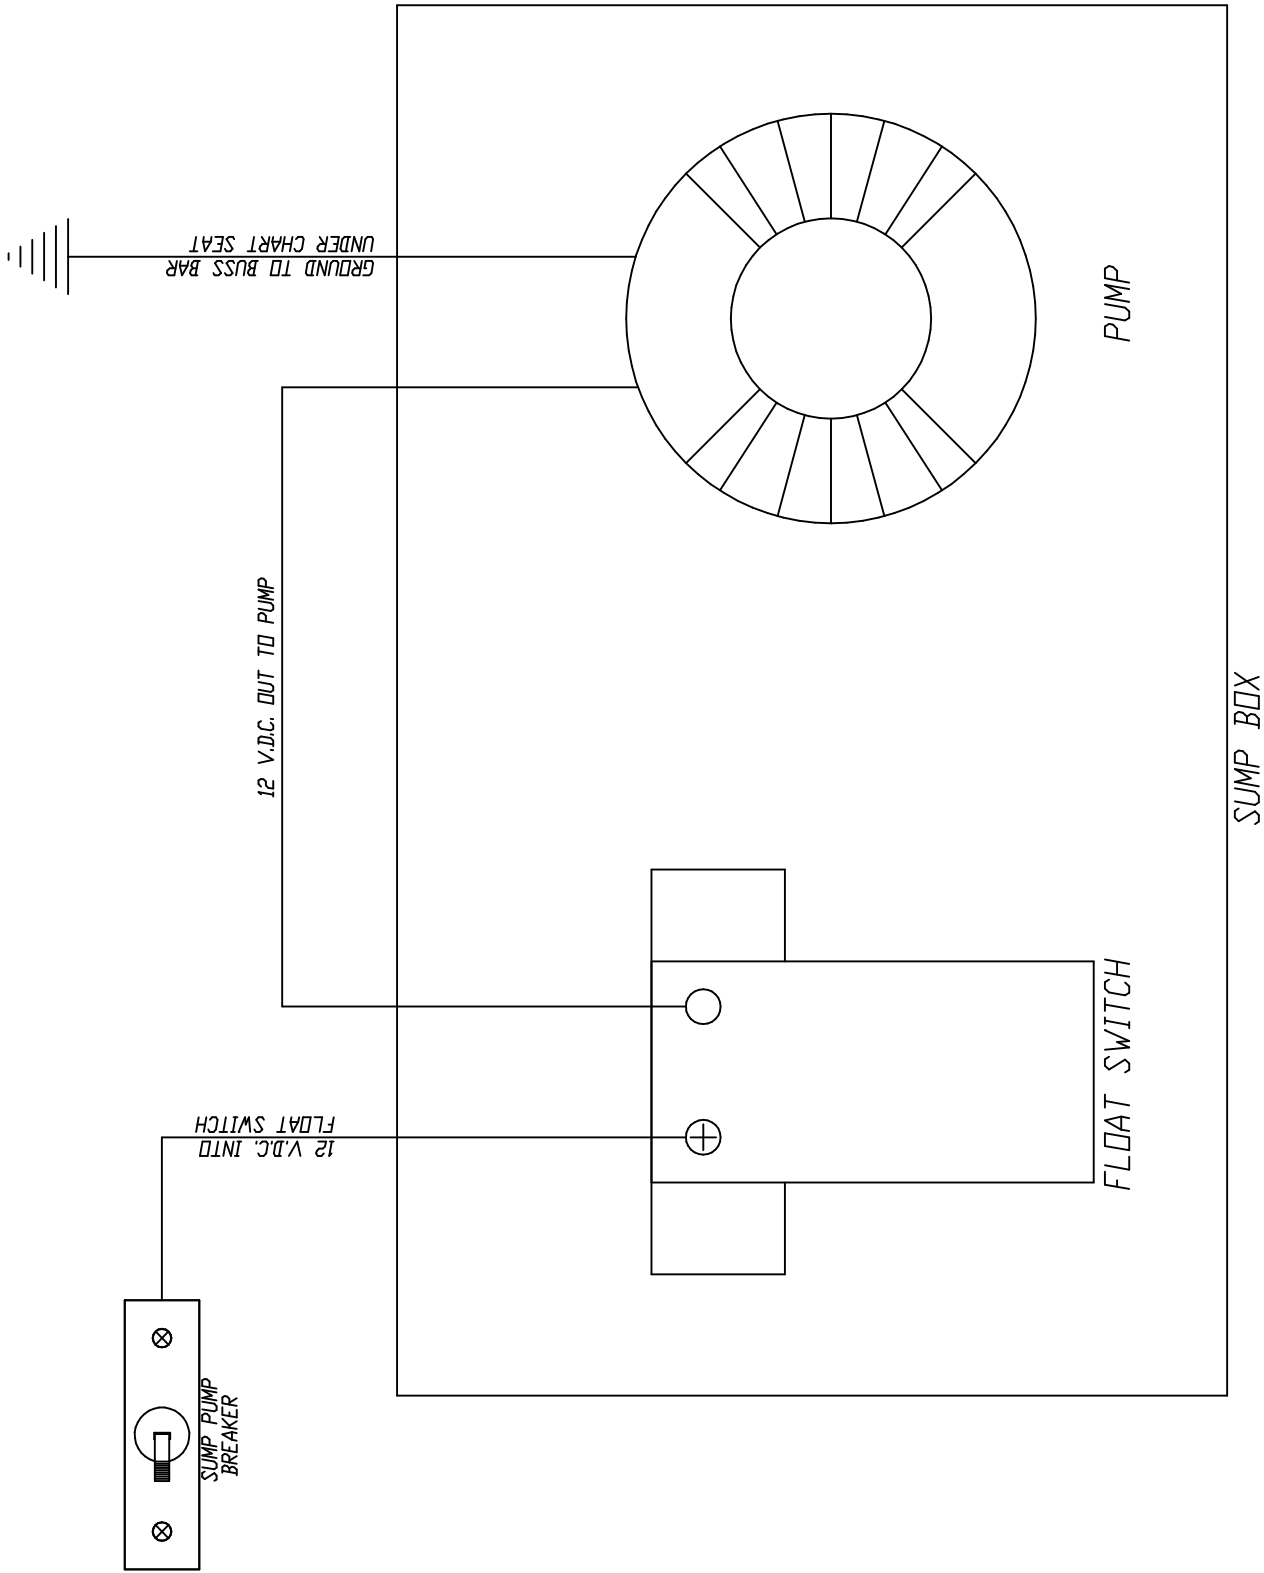 UNDER CHART SEAT
GROUND TO BUSS BAR
PUMP
12 V.D.C. OUT TO PUMP
SUMP BOX
FLOAT SWITCH
12 V.D.C. INTO
FLOAT SWITCH
SUMP PUMP
BREAKER